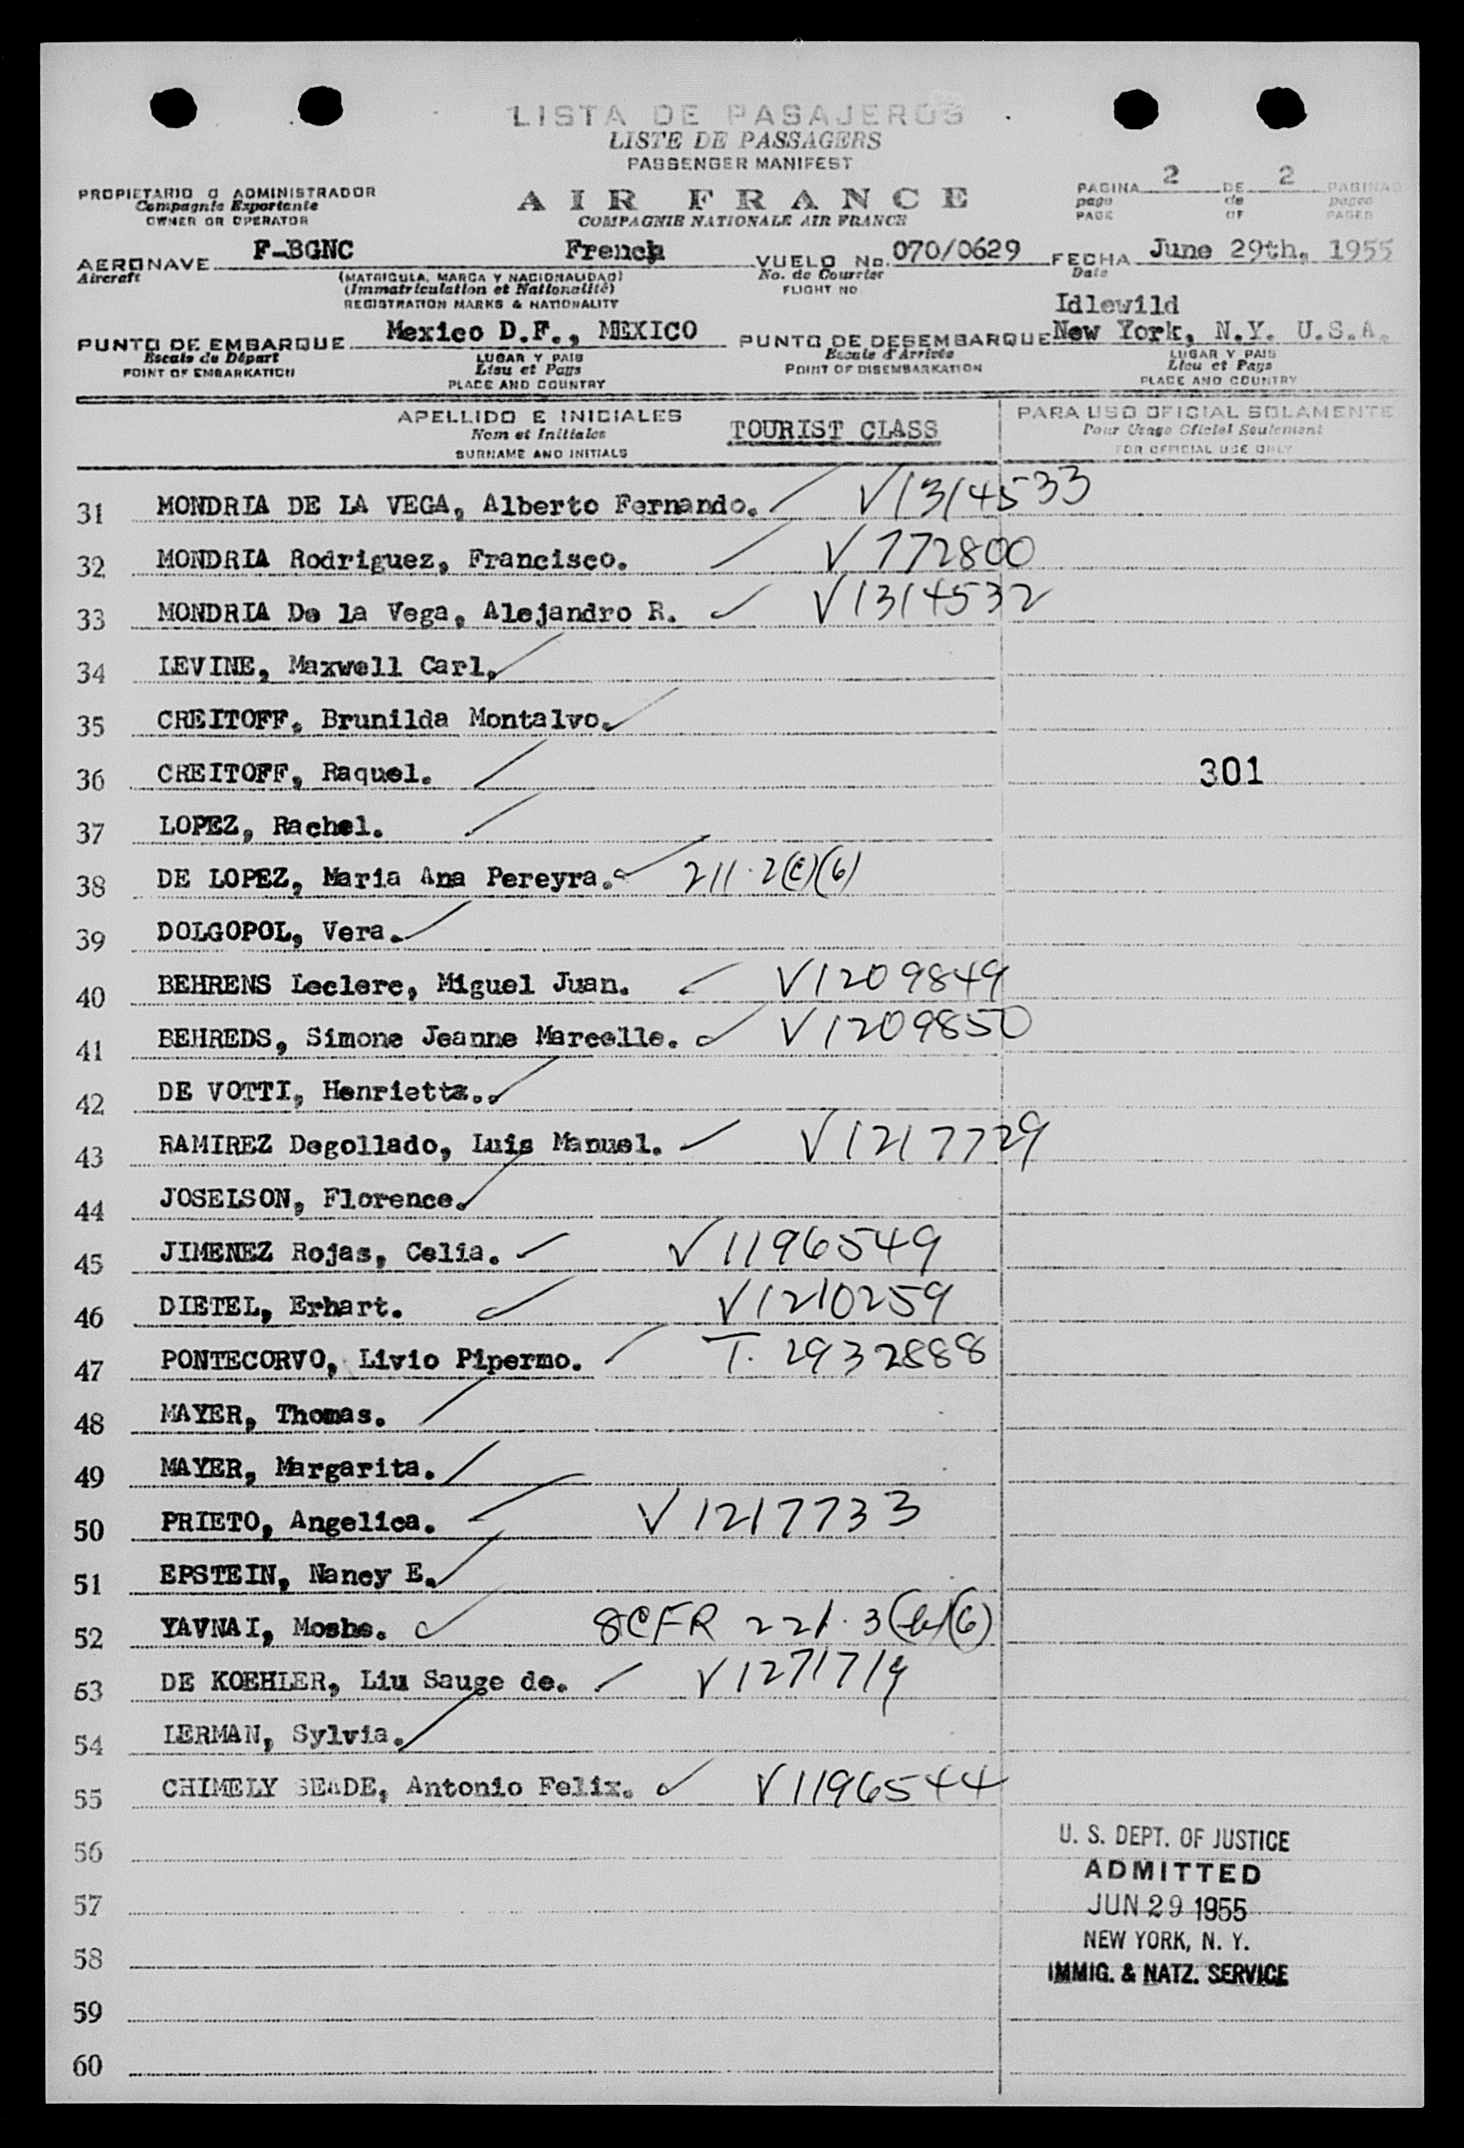 LISTA DE PASAJEROS
LISTE DE PASSAGERS
PASSENGER MANIFEST
PROPIETARIO O ADMINISTRADOR
Compagnie Exportante
OWNER OR OPERATOR
AIR FRANCE
COMPAGNIE NATIONALE AIR FRANCE
PAGINA 2 DE 2 PAGINAS
page de pages
PAGE OF PAGES
AERONAVE F-BGNC French VUELO No. 070/0629 FECHA June 29th, 1955
Aircraft (MATRICULA, MARCA Y NACIONALIDAD) No. de Courrier Date
(Immatriculation et Nationalité) FLIGHT NO.
REGISTRATION MARKS & NATIONALITY
Idlewild
PUNTO DE EMBARQUE Mexico D.F., MEXICO PUNTO DE DESEMBARQUE New York, N.Y. U.S.A.
Escale du Départ LUGAR Y PAIS Escale d'Arrivée LUGAR Y PAIS
POINT OF EMBARKATION Lieu et Pays POINT OF DISEMBARKATION Lieu et Pays
PLACE AND COUNTRY PLACE AND COUNTRY
APELLIDO E INICIALES TOURIST CLASS PARA USO OFICIAL SOLAMENTE
Nom et Initiales Pour Usage Officiel Seulement
SURNAME AND INITIALS FOR OFFICIAL USE ONLY
31 MONDRIA DE LA VEGA, Alberto Fernando. V1314533
32 MONDRIA Rodriguez, Francisco. V772800
33 MONDRIA De la Vega, Alejandro R. V1314532
34 LEVINE, Maxwell Carl.
35 CREITOFF, Brunilda Montalvo.
36 CREITOFF, Raquel. 301
37 LOPEZ, Rachel.
38 DE LOPEZ, Maria Ana Pereyra. 211.2(c)(6)
39 DOLGOPOL, Vera.
40 BEHRENS Leclere, Miguel Juan. V1209849
41 BEHREDS, Simone Jeanne Marcelle. V1209850
42 DE VOTTI, Henrietta.
43 RAMIREZ Degollado, Luis Manuel. V1217729
44 JOSELSON, Florence.
45 JIMENEZ Rojas, Celia. V1196549
46 DIETEL, Erhart. V1210259
47 PONTECORVO, Livio Pipermo. T. 2932888
48 MAYER, Thomas.
49 MAYER, Margarita.
50 PRIETO, Angelica. V1217733
51 EPSTEIN, Nancy E.
52 YAVNAI, Moshe. 8CFR 221.3(b)(6)
53 DE KOEHLER, Liu Sauge de. V1271719
54 LERMAN, Sylvia.
55 CHIMELY SEADE, Antonio Felix. V1196544
56
57
58
59
60
U. S. DEPT. OF JUSTICE
ADMITTED
JUN 29 1955
NEW YORK, N. Y.
IMMIG. & NATZ. SERVICE